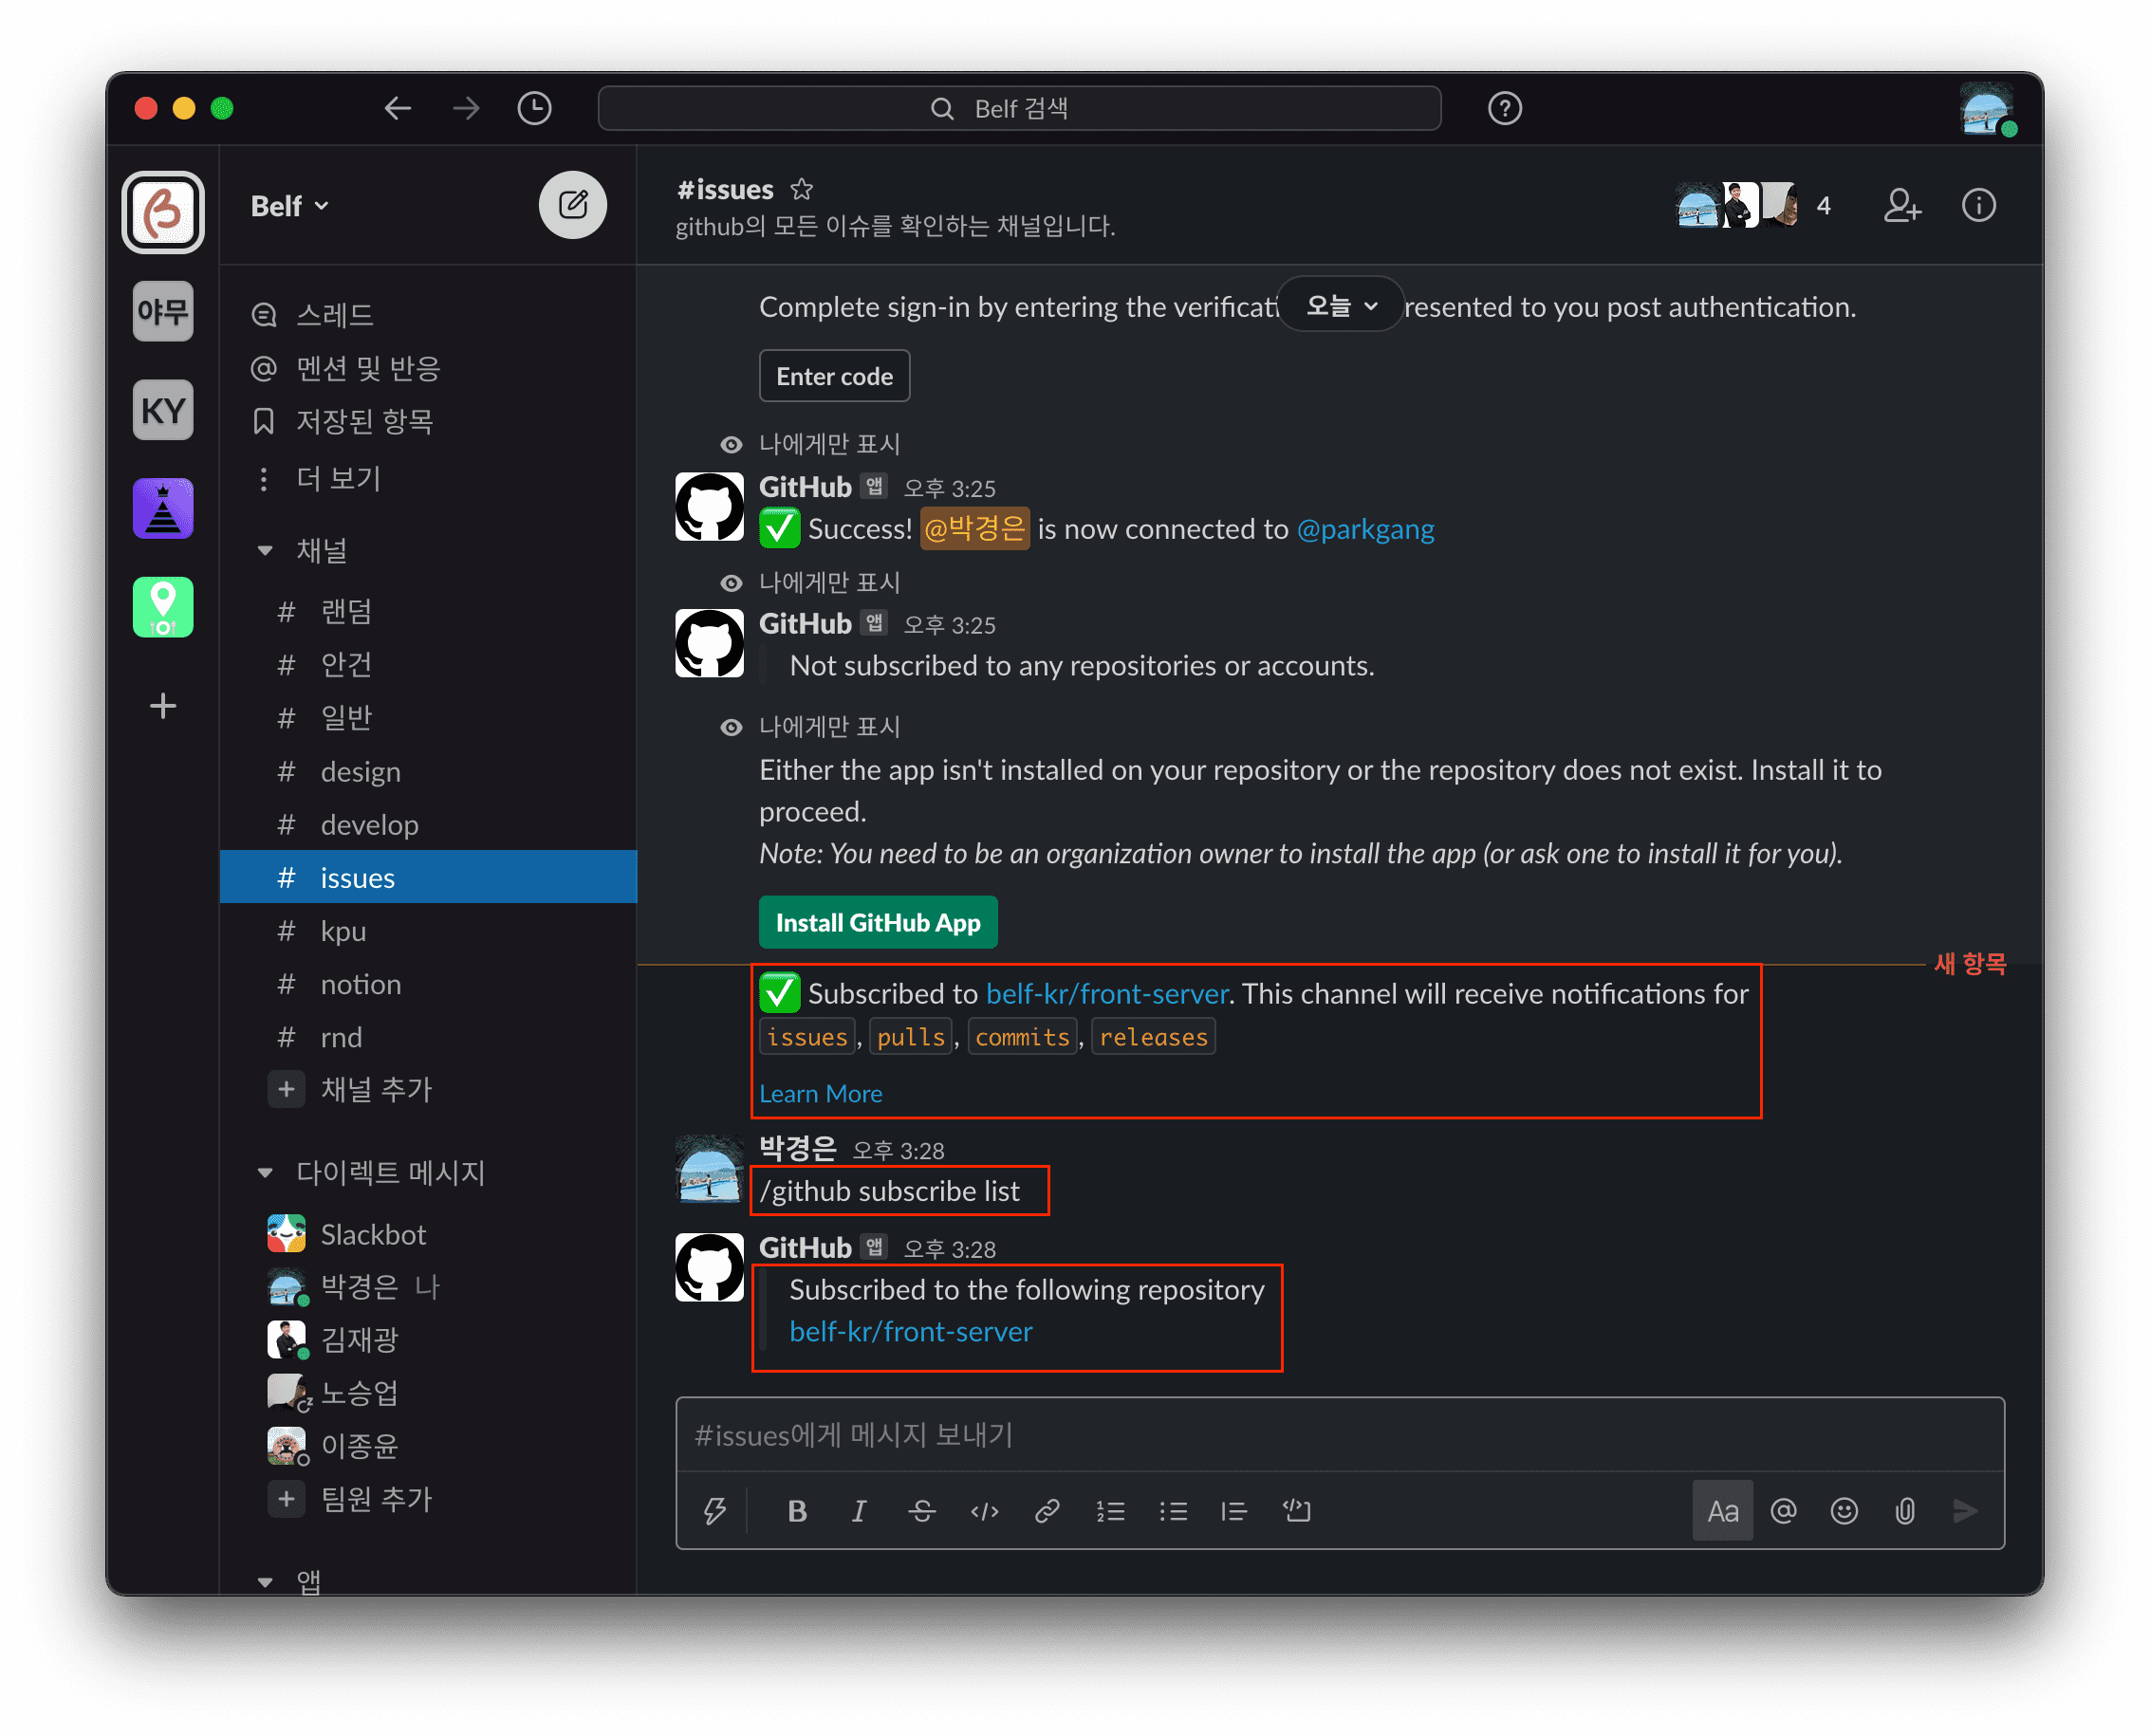 Belf 검색
야무
KY
Belf
스레드
멘션 및 반응
저장된 항목
더 보기
채널
# 랜덤
# 안건
# 일반
# design
# develop
# issues
# kpu
# notion
# rnd
+ 채널 추가
다이렉트 메시지
Slackbot
박경은 나
김재광
노승업
이종윤
+ 팀원 추가
앱
#issues
github의 모든 이슈를 확인하는 채널입니다.
4
Complete sign-in by entering the verificati
오늘
resented to you post authentication.
Enter code
나에게만 표시
GitHub 앱 오후 3:25
Success! @박경은 is now connected to @parkgang
나에게만 표시
GitHub 앱 오후 3:25
Not subscribed to any repositories or accounts.
나에게만 표시
Either the app isn't installed on your repository or the repository does not exist. Install it to
proceed.
Note: You need to be an organization owner to install the app (or ask one to install it for you).
Install GitHub App
새 항목
Subscribed to belf-kr/front-server. This channel will receive notifications for
issues, pulls, commits, releases
Learn More
박경은 오후 3:28
/github subscribe list
GitHub 앱 오후 3:28
Subscribed to the following repository
belf-kr/front-server
#issues에게 메시지 보내기
B I S </>
Aa @